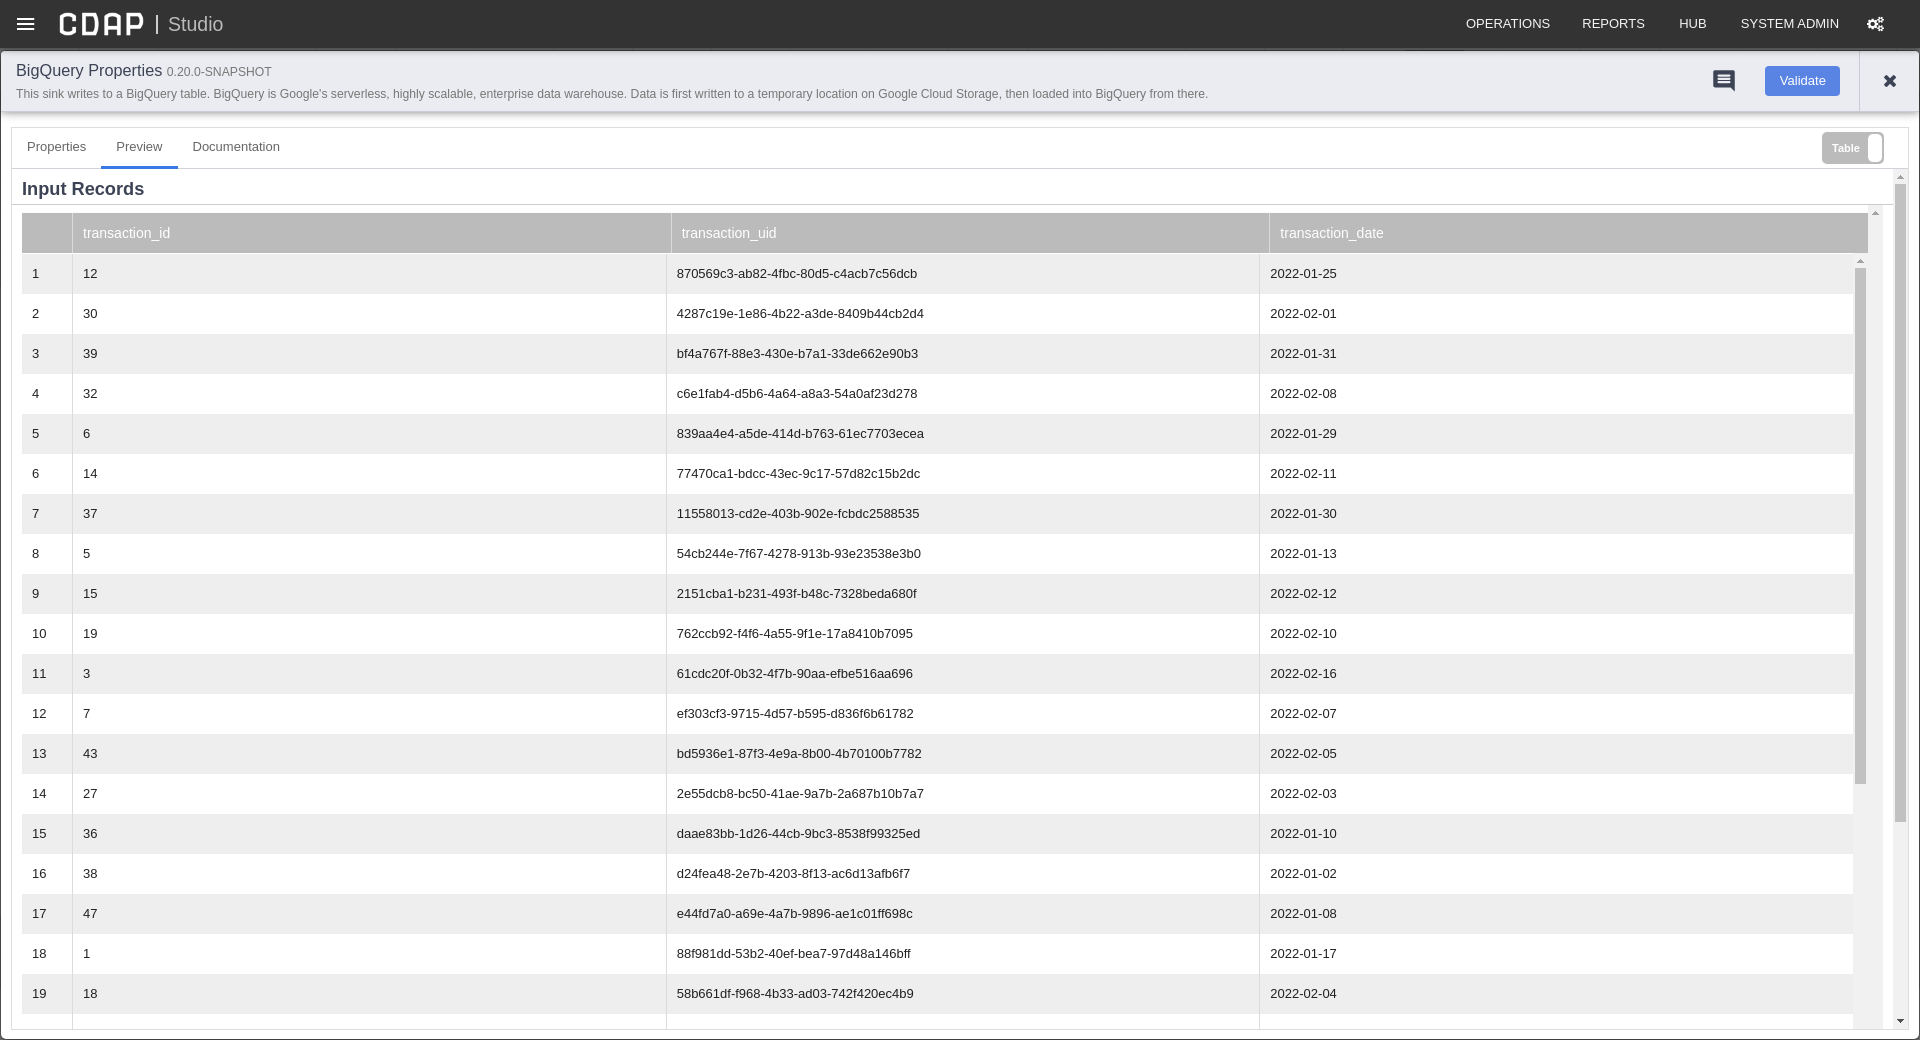 CDAP | Studio OPERATIONS REPORTS HUB SYSTEM ADMIN
BigQuery Properties 0.20.0-SNAPSHOT
This sink writes to a BigQuery table. BigQuery is Google's serverless, highly scalable, enterprise data warehouse. Data is first written to a temporary location on Google Cloud Storage, then loaded into BigQuery from there.
Validate
Properties Preview Documentation Table
Input Records
transaction_id transaction_uid transaction_date
1 12 870569c3-ab82-4fbc-80d5-c4acb7c56dcb 2022-01-25
2 30 4287c19e-1e86-4b22-a3de-8409b44cb2d4 2022-02-01
3 39 bf4a767f-88e3-430e-b7a1-33de662e90b3 2022-01-31
4 32 c6e1fab4-d5b6-4a64-a8a3-54a0af23d278 2022-02-08
5 6 839aa4e4-a5de-414d-b763-61ec7703ecea 2022-01-29
6 14 77470ca1-bdcc-43ec-9c17-57d82c15b2dc 2022-02-11
7 37 11558013-cd2e-403b-902e-fcbdc2588535 2022-01-30
8 5 54cb244e-7f67-4278-913b-93e23538e3b0 2022-01-13
9 15 2151cba1-b231-493f-b48c-7328beda680f 2022-02-12
10 19 762ccb92-f4f6-4a55-9f1e-17a8410b7095 2022-02-10
11 3 61cdc20f-0b32-4f7b-90aa-efbe516aa696 2022-02-16
12 7 ef303cf3-9715-4d57-b595-d836f6b61782 2022-02-07
13 43 bd5936e1-87f3-4e9a-8b00-4b70100b7782 2022-02-05
14 27 2e55dcb8-bc50-41ae-9a7b-2a687b10b7a7 2022-02-03
15 36 daae83bb-1d26-44cb-9bc3-8538f99325ed 2022-01-10
16 38 d24fea48-2e7b-4203-8f13-ac6d13afb6f7 2022-01-02
17 47 e44fd7a0-a69e-4a7b-9896-ae1c01ff698c 2022-01-08
18 1 88f981dd-53b2-40ef-bea7-97d48a146bff 2022-01-17
19 18 58b661df-f968-4b33-ad03-742f420ec4b9 2022-02-04